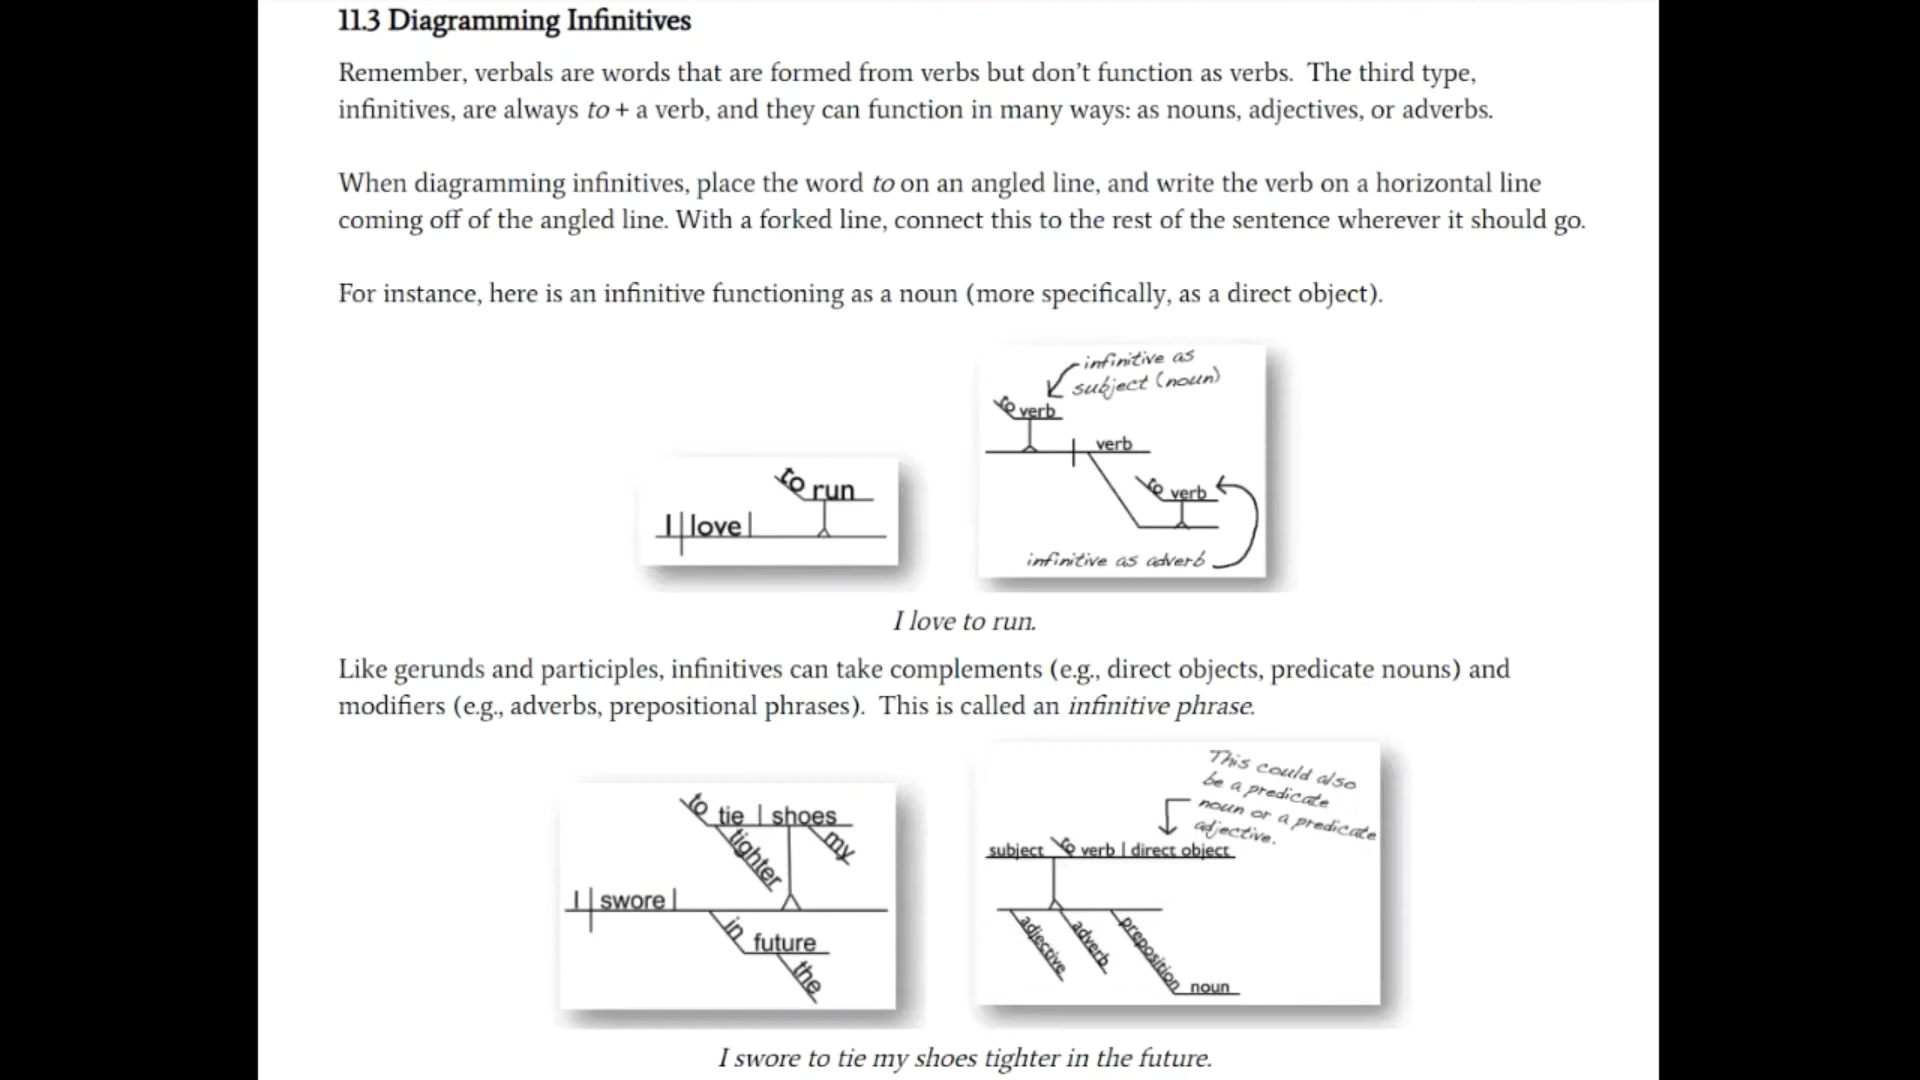 11.3 Diagramming Infinitives
Remember, verbals are words that are formed from verbs but don't function as verbs. The third type,
infinitives, are always to + a verb, and they can function in many ways: as nouns, adjectives, or adverbs.
When diagramming infinitives, place the word to on an angled line, and write the verb on a horizontal line
coming off of the angled line. With a forked line, connect this to the rest of the sentence wherever it should go.
For instance, here is an infinitive functioning as a noun (more specifically, as a direct object).
to run
I love
infinitive as
subject (noun)
to verb
verb
to verb
infinitive as adverb
I love to run.
Like gerunds and participles, infinitives can take complements (e.g., direct objects, predicate nouns) and
modifiers (e.g., adverbs, prepositional phrases). This is called an infinitive phrase.
to tie shoes
tighter my
I swore
in future
the
This could also
be a predicate
noun or a predicate
adjective.
subject to verb direct object
adjective adverb preposition
noun
I swore to tie my shoes tighter in the future.